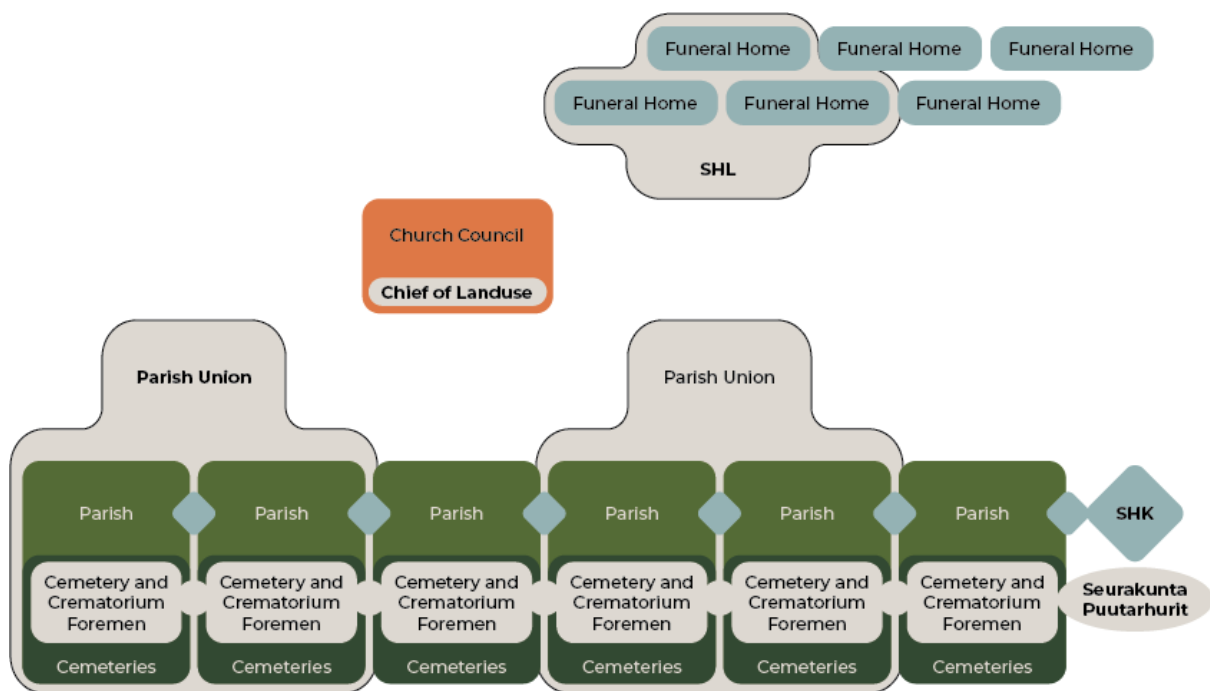 Funeral Home Funeral Home Funeral Home
Funeral Home Funeral Home Funeral Home
SHL
Church Council
Chief of Landuse
Parish Union Parish Union
Parish Parish Parish Parish Parish Parish SHK
Cemetery and Cemetery and Cemetery and Cemetery and Cemetery and Cemetery and
Crematorium Crematorium Crematorium Crematorium Crematorium Crematorium
Foremen Foremen Foremen Foremen Foremen Foremen
Seurakunta
Puutarhurit
Cemeteries Cemeteries Cemeteries Cemeteries Cemeteries Cemeteries